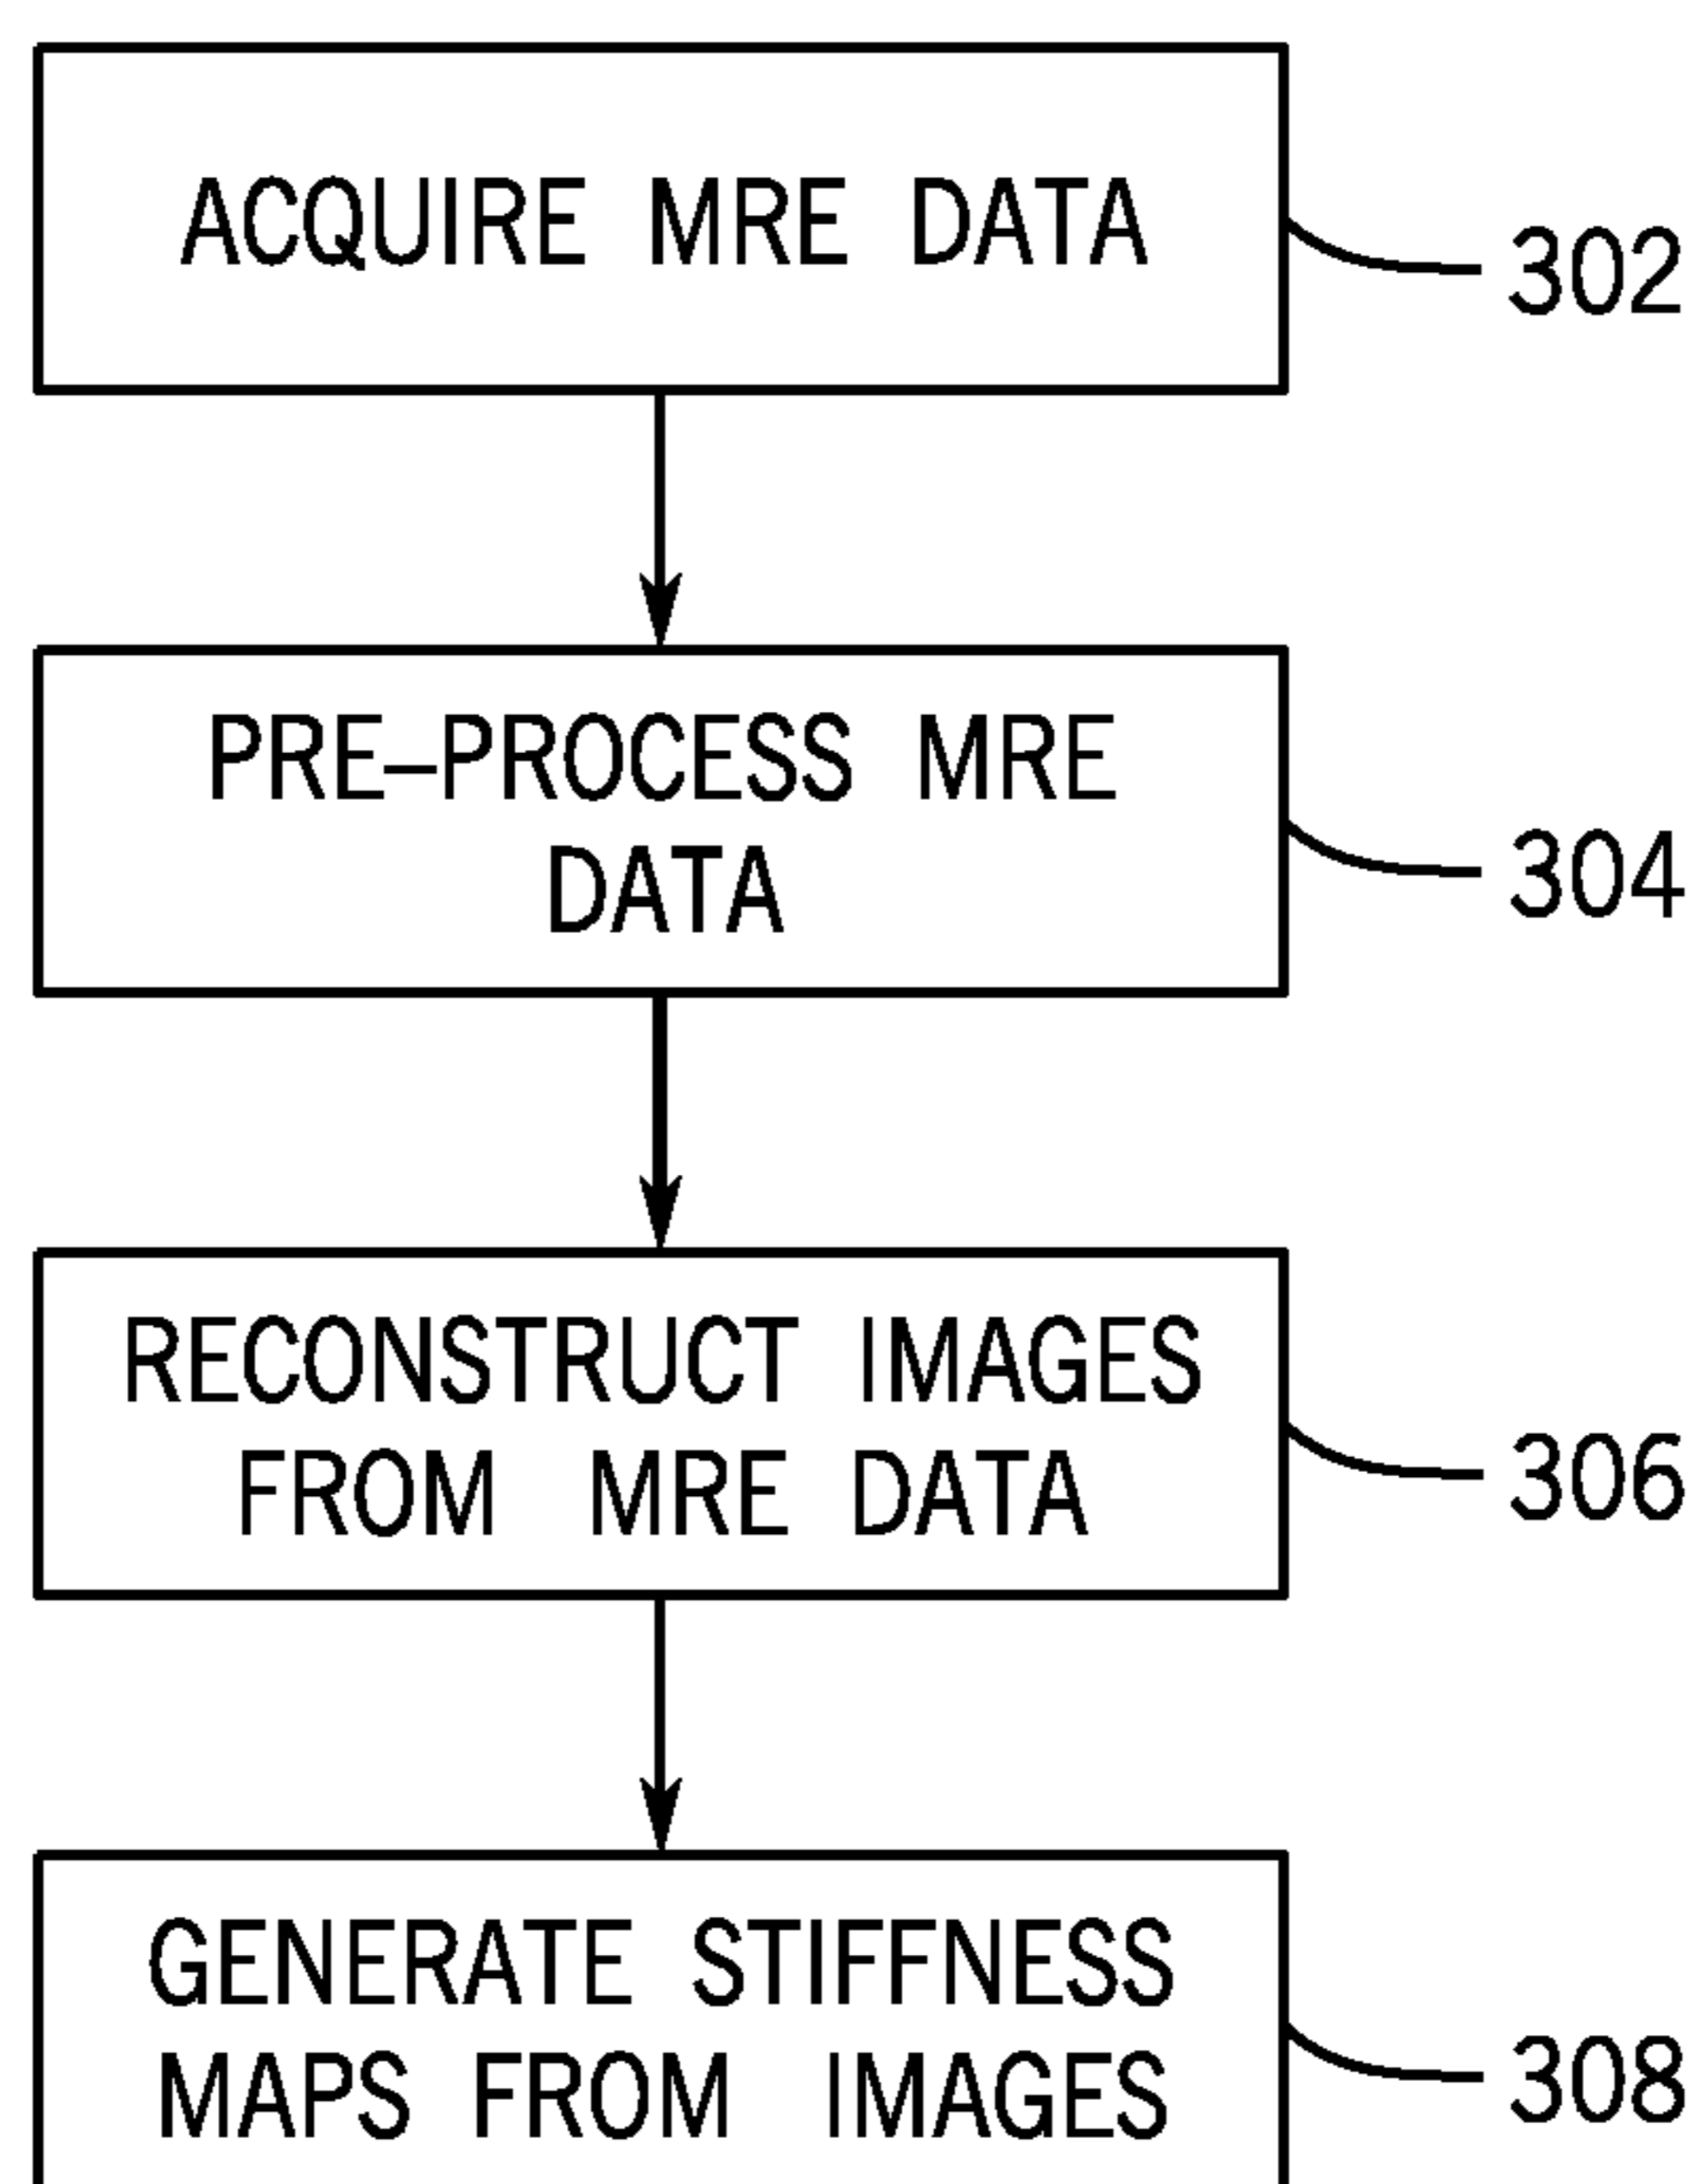 ACQUIRE MRE DATA
302
PRE-PROCESS MRE
DATA
304
RECONSTRUCT IMAGES
FROM MRE DATA
306
GENERATE STIFFNESS
MAPS FROM IMAGES
308